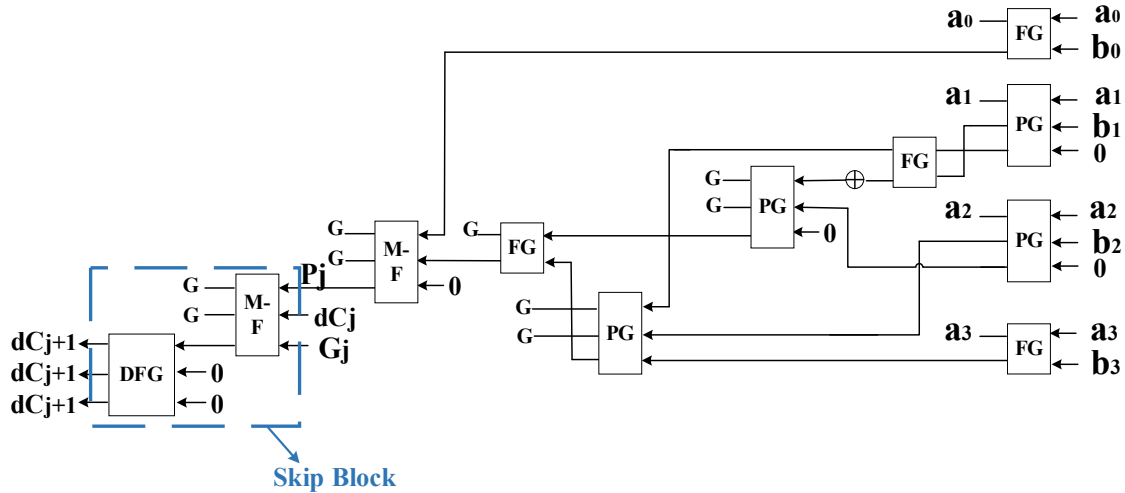 a0 FG a0
b0
a1 a1
PG b1
0
FG
G PG
G
0
a2 a2
PG b2
0
G M-F
G
0
G FG
Pj
G M-F
G dCj
Gj
G PG
G
a3 FG a3
b3
dCj+1
dCj+1 DFG 0
dCj+1 0
Skip Block